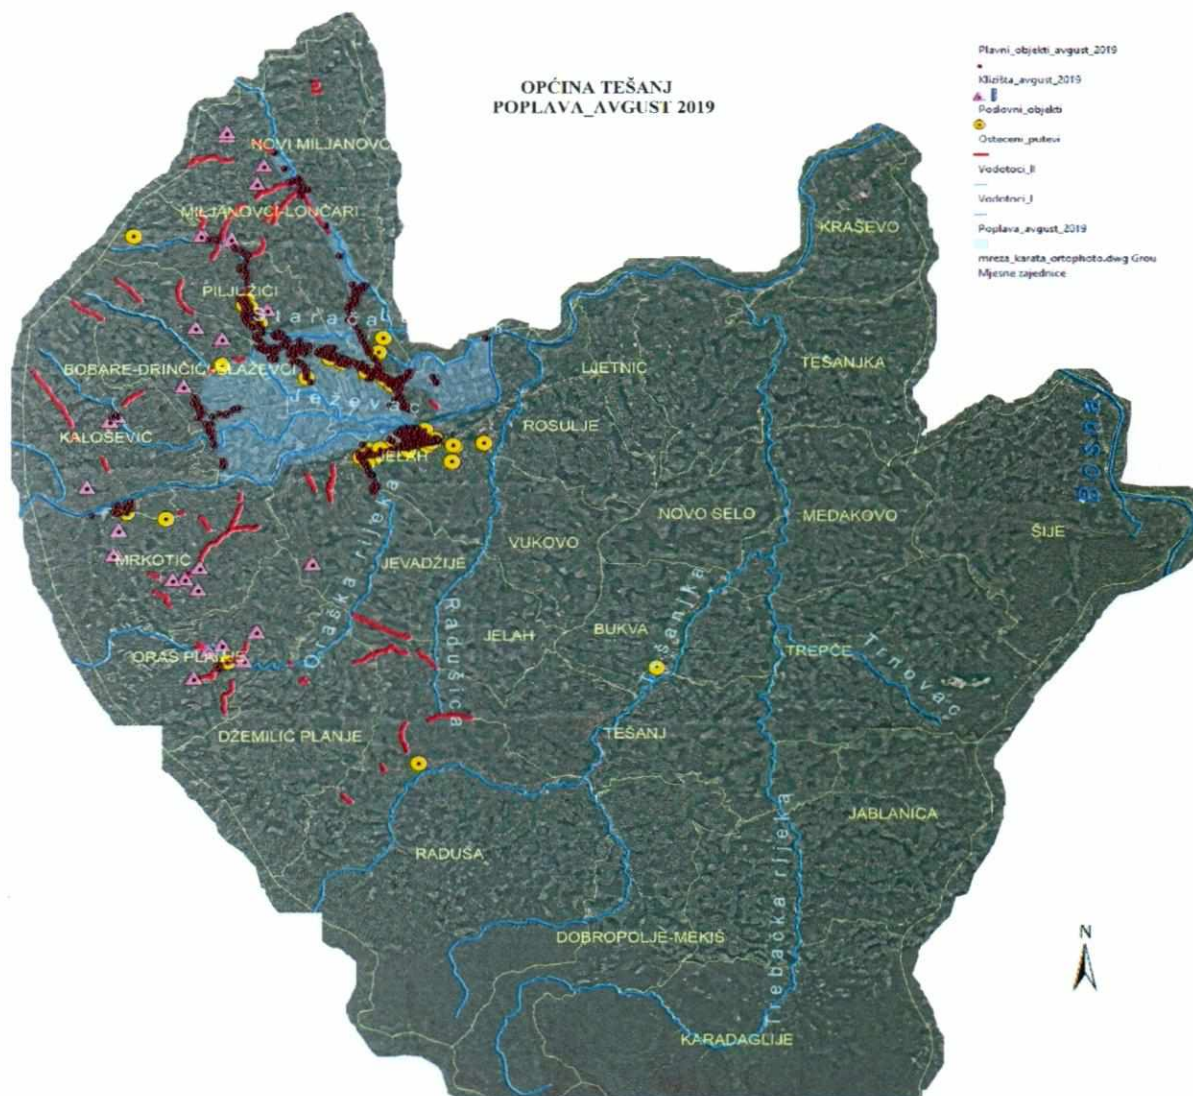 OPĆINA TEŠANJ
POPLAVA_AVGUST 2019
Plavni_objekti_avgust_2019
Klizišta_avgust_2019
Poslovni_objekti
Osteceni_putevi
Vodotoci_II
Vodotoci_I
Poplava_avgust_2019
mreza_karata_ortophoto.dwg Grou
Mjesne zajednice
NOVI MILJANOVCI
MILJANOVCI-LONČARI
KRAŠEVO
PILJUŽIĆI
Slarača
BOBARE-DRINČIĆ
BLAŽEVCI
LJETNIĆ
TEŠANJKA
Ježevac
ROSULJE
KALOŠEVIĆ
JELAH
Bosna
NOVO SELO
MEDAKOVO
ŠIJE
VUKOVO
MRKOTIĆ
JEVADŽIJE
Oraška rijeka
Radušica
JELAH
BUKVA
Tešanjka
TREPČE
Trnovac
ORAŠ PLANJE
DŽEMILIĆ PLANJE
TEŠANJ
JABLANICA
RADUŠA
Trebačka rijeka
DOBROPOLJE-MEKIŠ
KARADAGLIJE
N